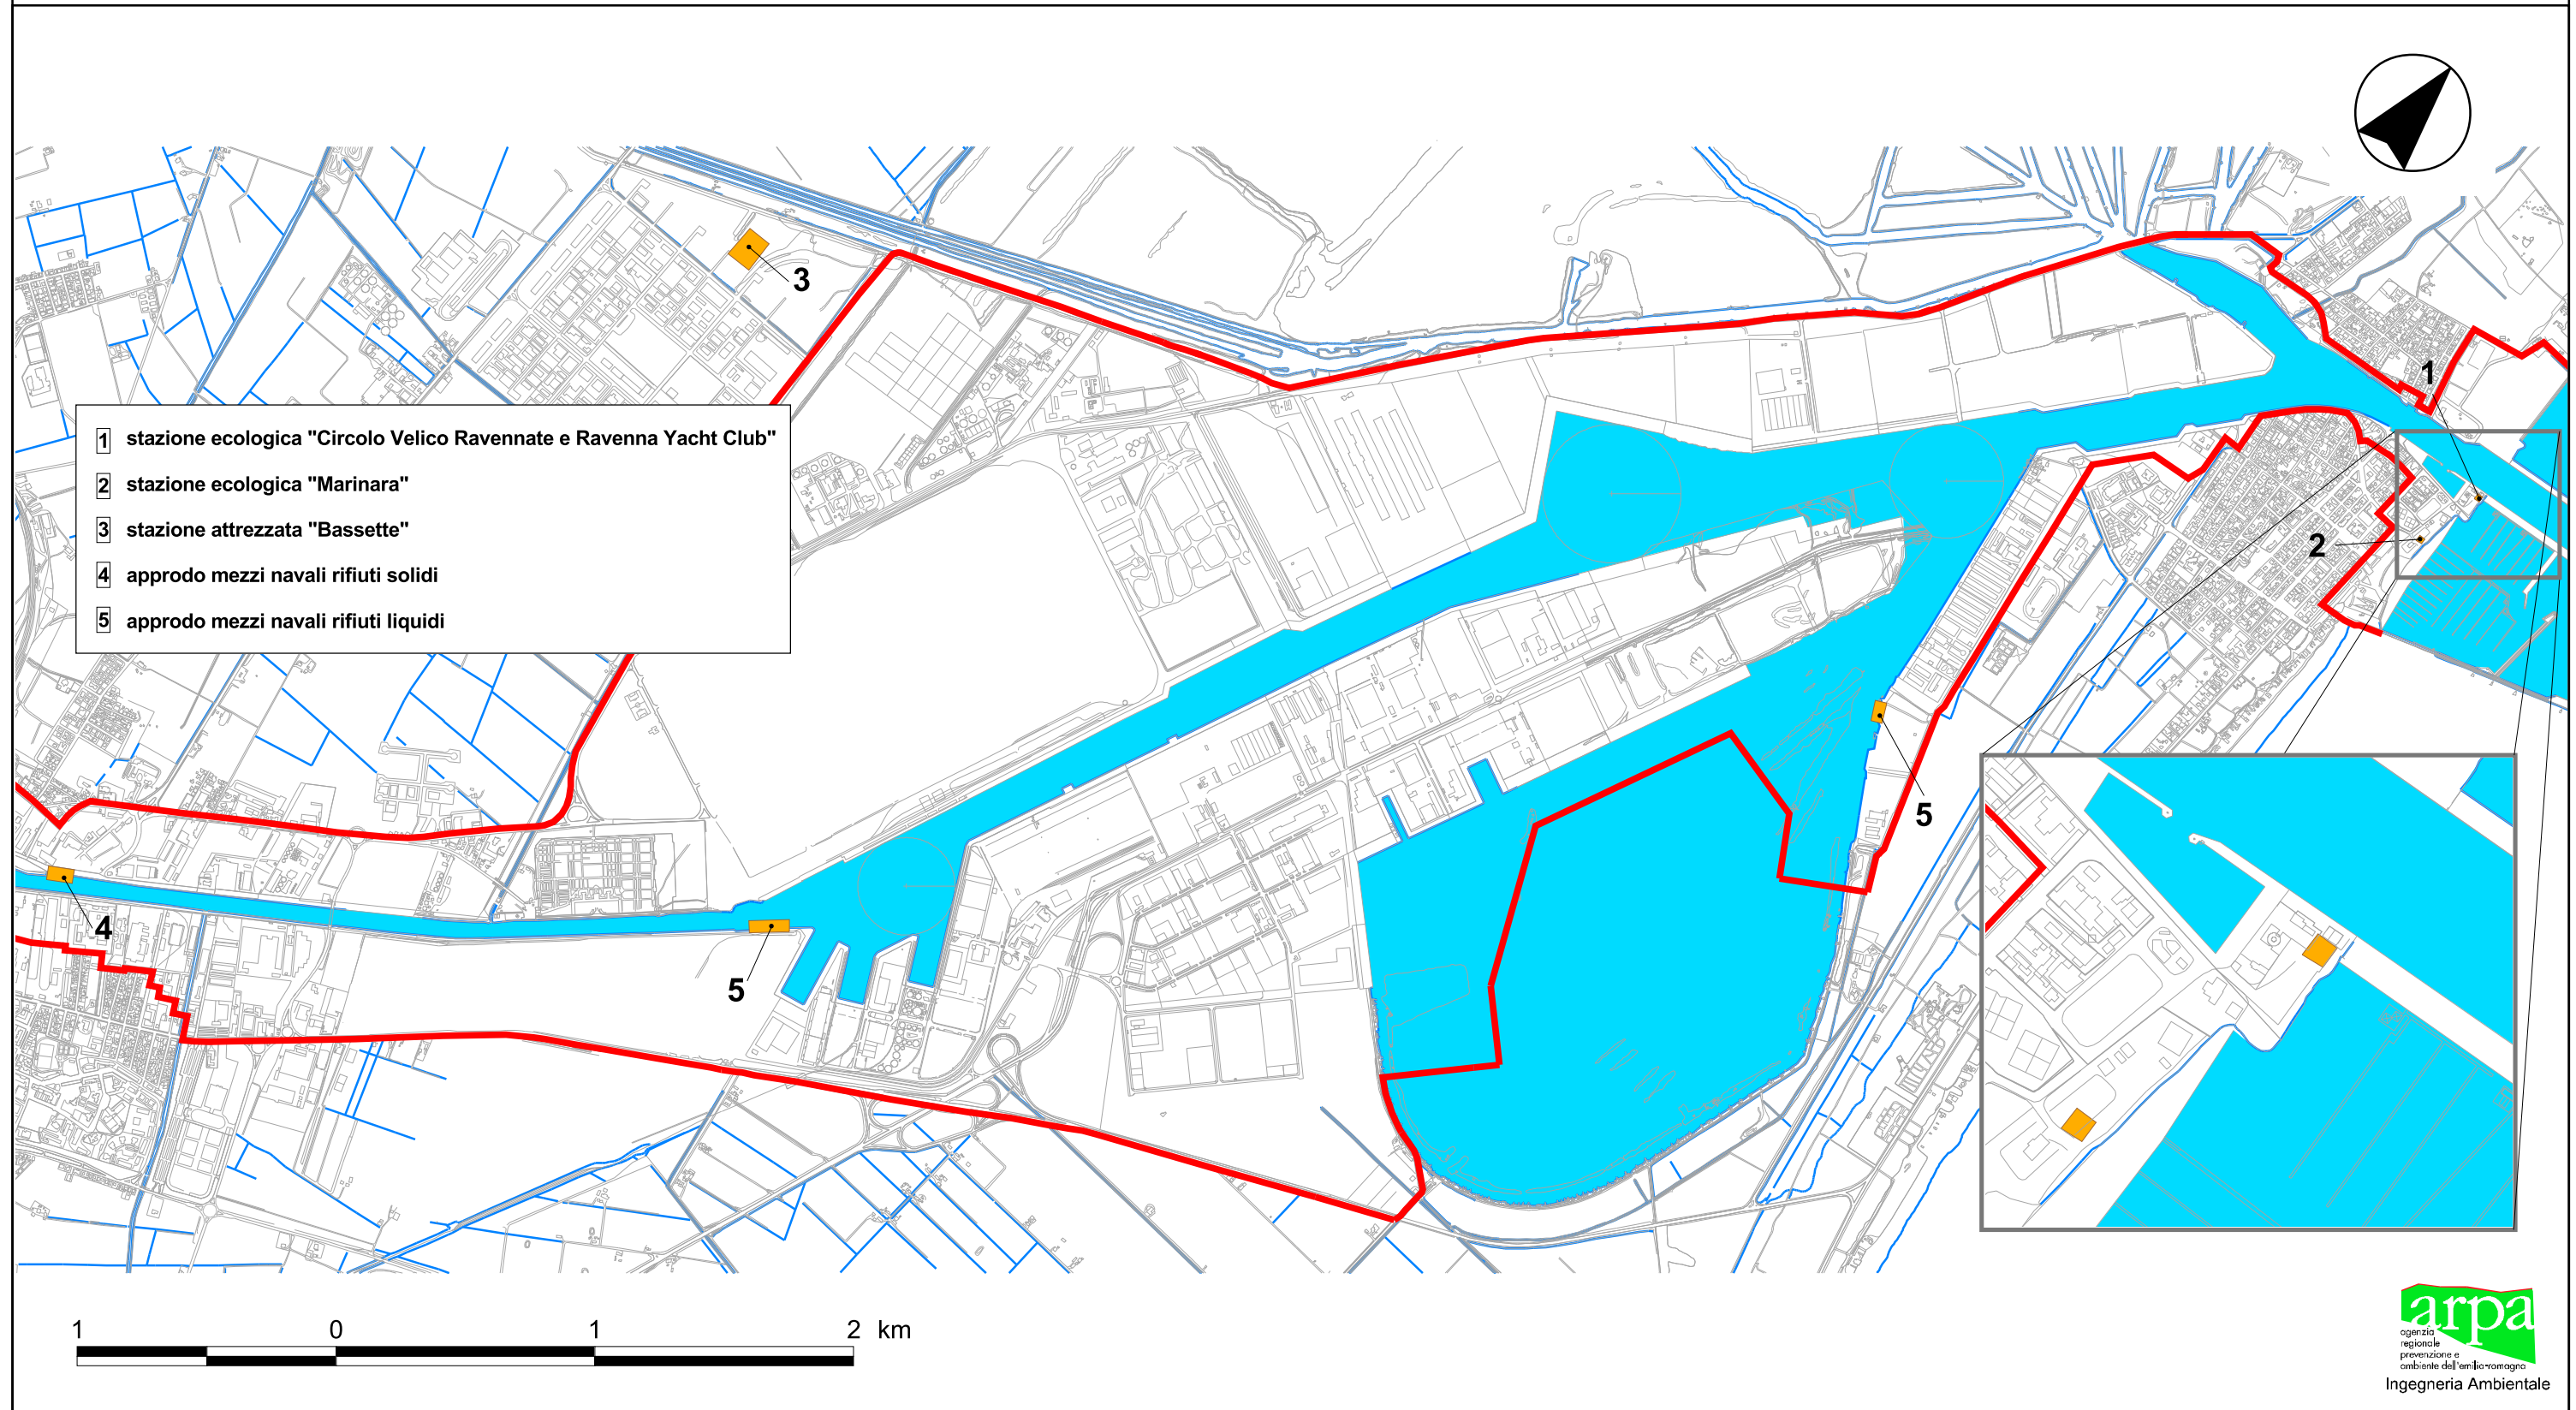 1
3
1 stazione ecologica "Circolo Velico Ravennate e Ravenna Yacht Club"
2 stazione ecologica "Marinara"
3 stazione attrezzata "Bassette"
4 approdo mezzi navali rifiuti solidi
5 approdo mezzi navali rifiuti liquidi
2
5
4
5
1 0 1 2 km
arpa
agenzia
regionale
prevenzione e
ambiente dell'emilia-romagna
Ingegneria Ambientale